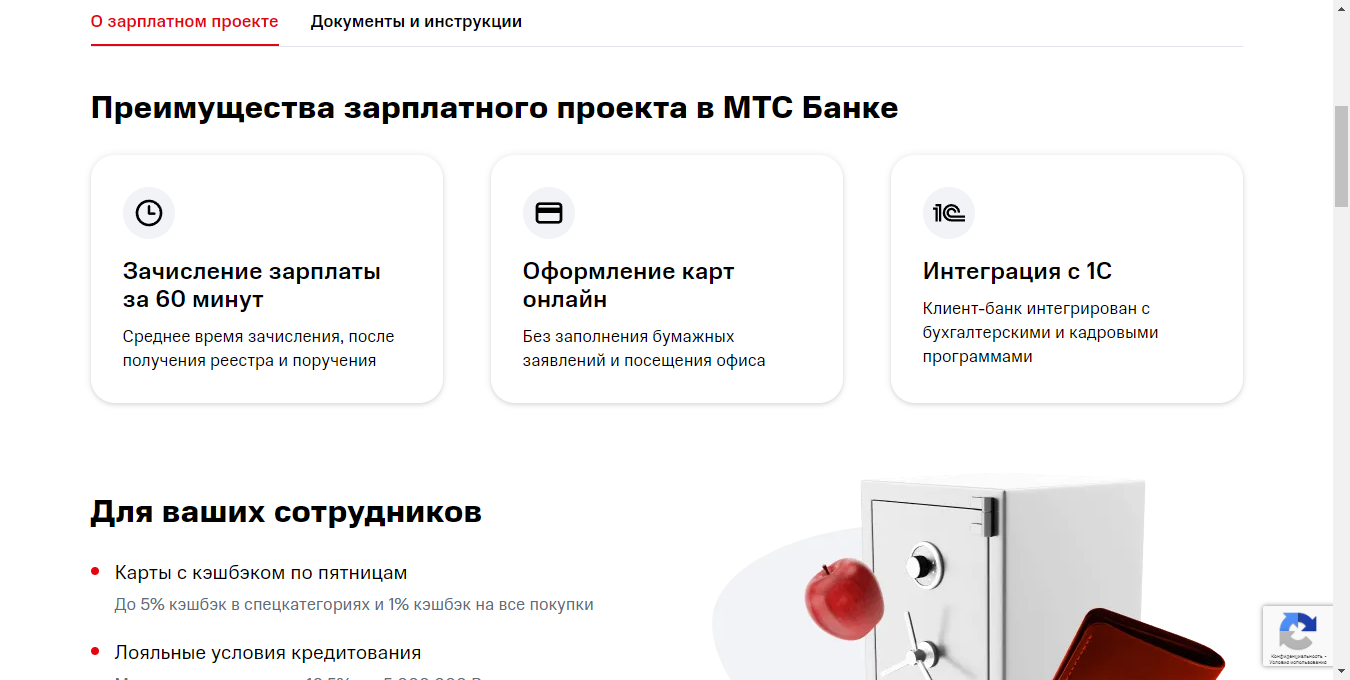 О зарплатном проекте Документы и инструкции
Преимущества зарплатного проекта в МТС Банке
1С
Зачисление зарплаты
за 60 минут
Среднее время зачисления, после
получения реестра и поручения
Оформление карт
онлайн
Без заполнения бумажных
заявлений и посещения офиса
Интеграция с 1С
Клиент-банк интегрирован с
бухгалтерскими и кадровыми
программами
Для ваших сотрудников
Карты с кэшбэком по пятницам
До 5% кэшбэк в спецкатегориях и 1% кэшбэк на все покупки
Лояльные условия кредитования
Конфиденциальность -
Условия использования